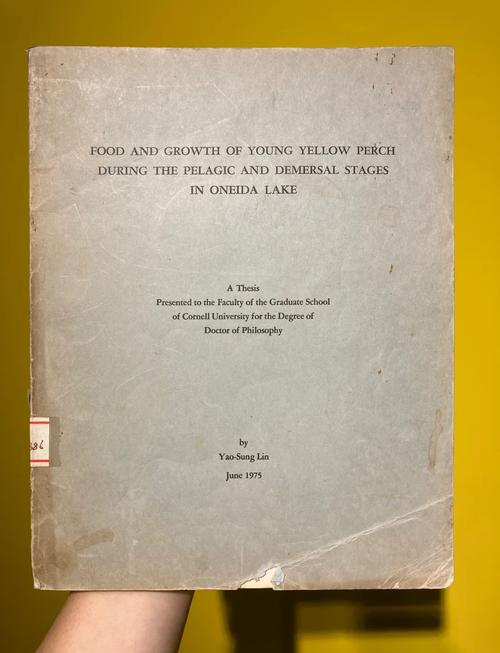 FOOD AND GROWTH OF YOUNG YELLOW PERCH
DURING THE PELAGIC AND DEMERSAL STAGES
IN ONEIDA LAKE
A Thesis
Presented to the Faculty of the Graduate School
of Cornell University for the Degree of
Doctor of Philosophy
by
Yao-Sung Lin
June 1975